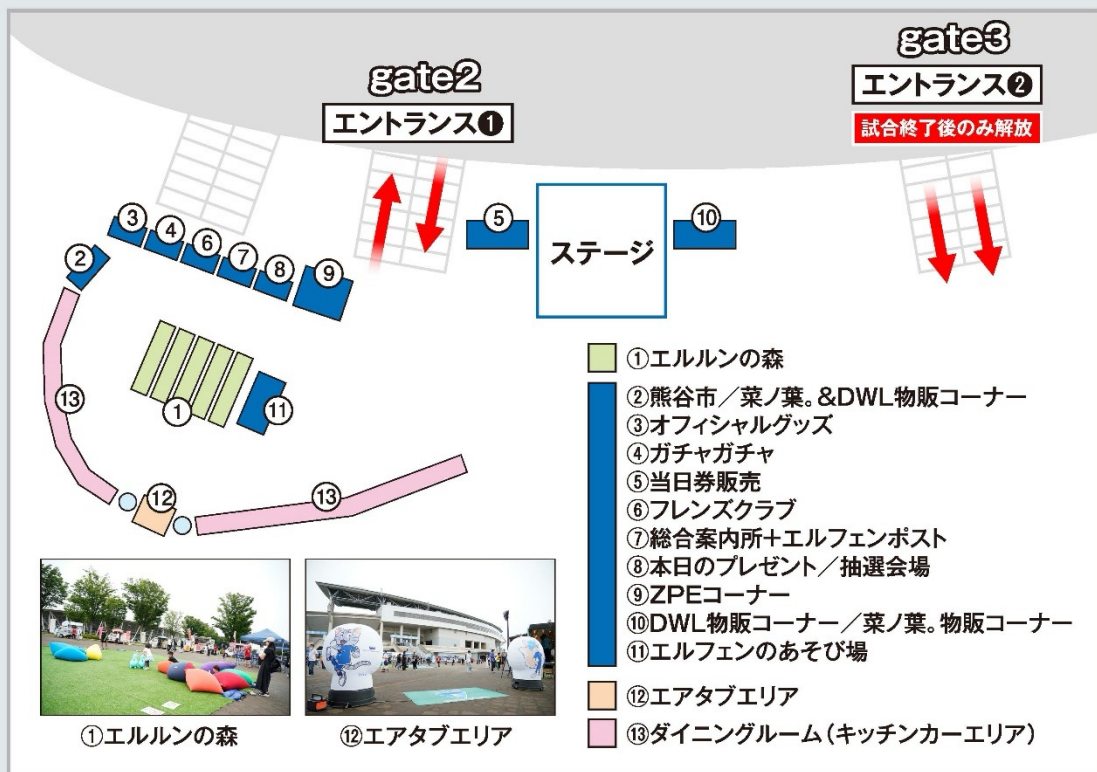 gate2
エントランス❶
gate3
エントランス❷
試合終了後のみ解放
③
④
⑥
⑦
⑧
⑨
②
⑤
ステージ
⑩
⑬
①
⑪
⑫
⑬
①エルルンの森
②熊谷市／菜ノ葉。&DWL物販コーナー
③オフィシャルグッズ
④ガチャガチャ
⑤当日券販売
⑥フレンズクラブ
⑦総合案内所+エルフェンポスト
⑧本日のプレゼント／抽選会場
⑨ZPEコーナー
⑩DWL物販コーナー／菜ノ葉。物販コーナー
⑪エルフェンのあそび場
⑫エアタブエリア
⑬ダイニングルーム（キッチンカーエリア）
①エルルンの森
⑫エアタブエリア